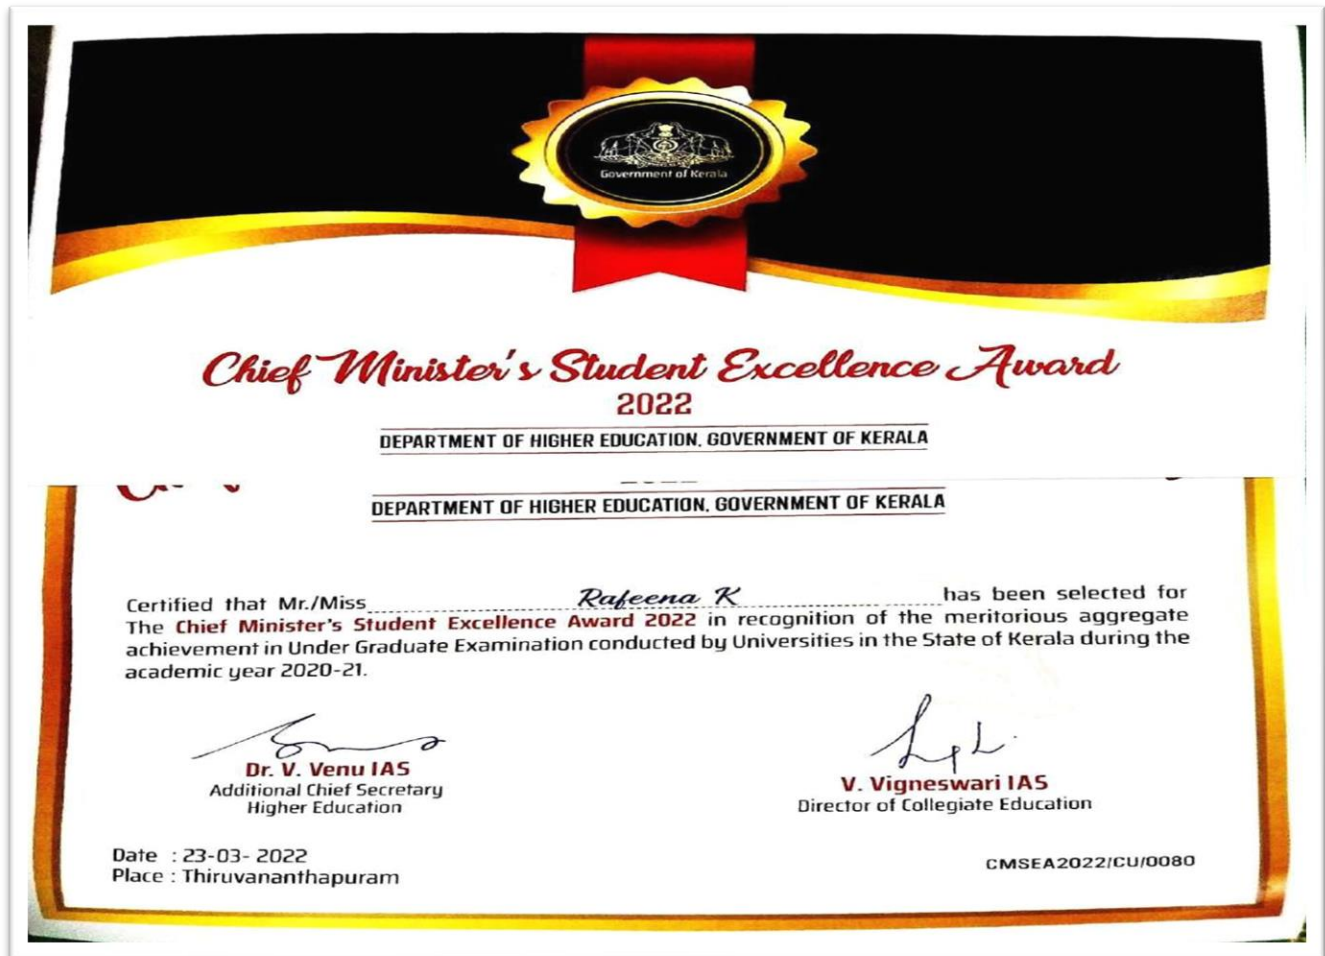 Government of Kerala
Chief Minister's Student Excellence Award
2022
DEPARTMENT OF HIGHER EDUCATION, GOVERNMENT OF KERALA
DEPARTMENT OF HIGHER EDUCATION, GOVERNMENT OF KERALA
Certified that Mr./Miss Rafeena K has been selected for
The Chief Minister's Student Excellence Award 2022 in recognition of the meritorious aggregate
achievement in Under Graduate Examination conducted by Universities in the State of Kerala during the
academic year 2020-21.
Dr. V. Venu IAS
Additional Chief Secretary
Higher Education
V. Vigneswari IAS
Director of Collegiate Education
Date : 23-03- 2022
Place : Thiruvananthapuram
CMSEA2022/CU/0080